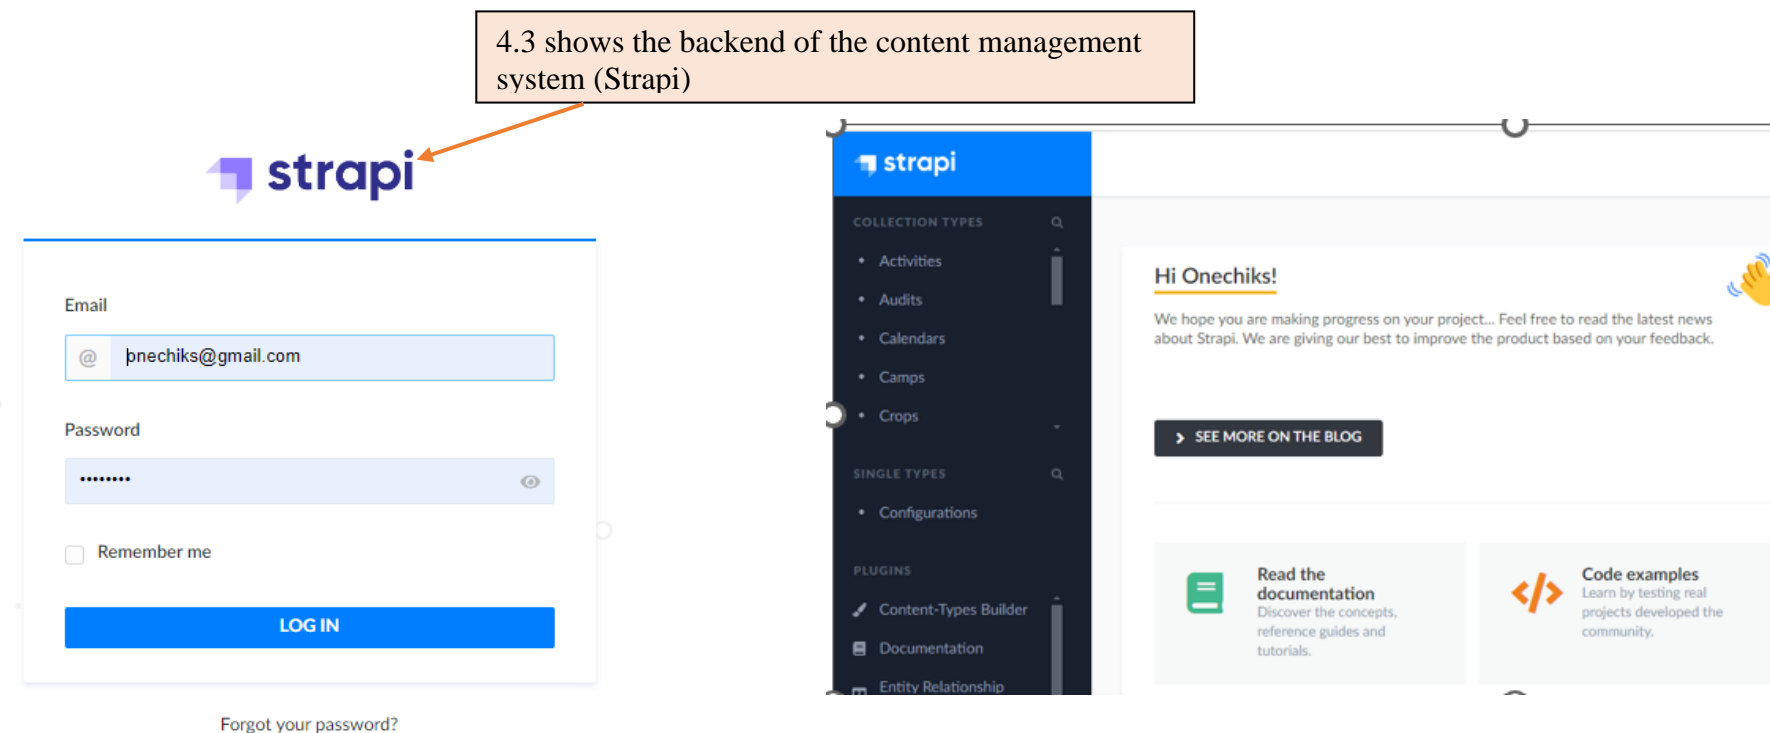 4.3 shows the backend of the content management
system (Strapi)
strapi
Email
@ onechiks@gmail.com
Password
••••••••
Remember me
LOG IN
Forgot your password?
strapi
COLLECTION TYPES
• Activities
• Audits
• Calendars
• Camps
• Crops
SINGLE TYPES
• Configurations
PLUGINS
Content-Types Builder
Documentation
Entity Relationship
Hi Onechiks!
We hope you are making progress on your project... Feel free to read the latest news
about Strapi. We are giving our best to improve the product based on your feedback.
SEE MORE ON THE BLOG
Read the
documentation
Discover the concepts,
reference guides and
tutorials.
</> Code examples
Learn by testing real
projects developed the
community.